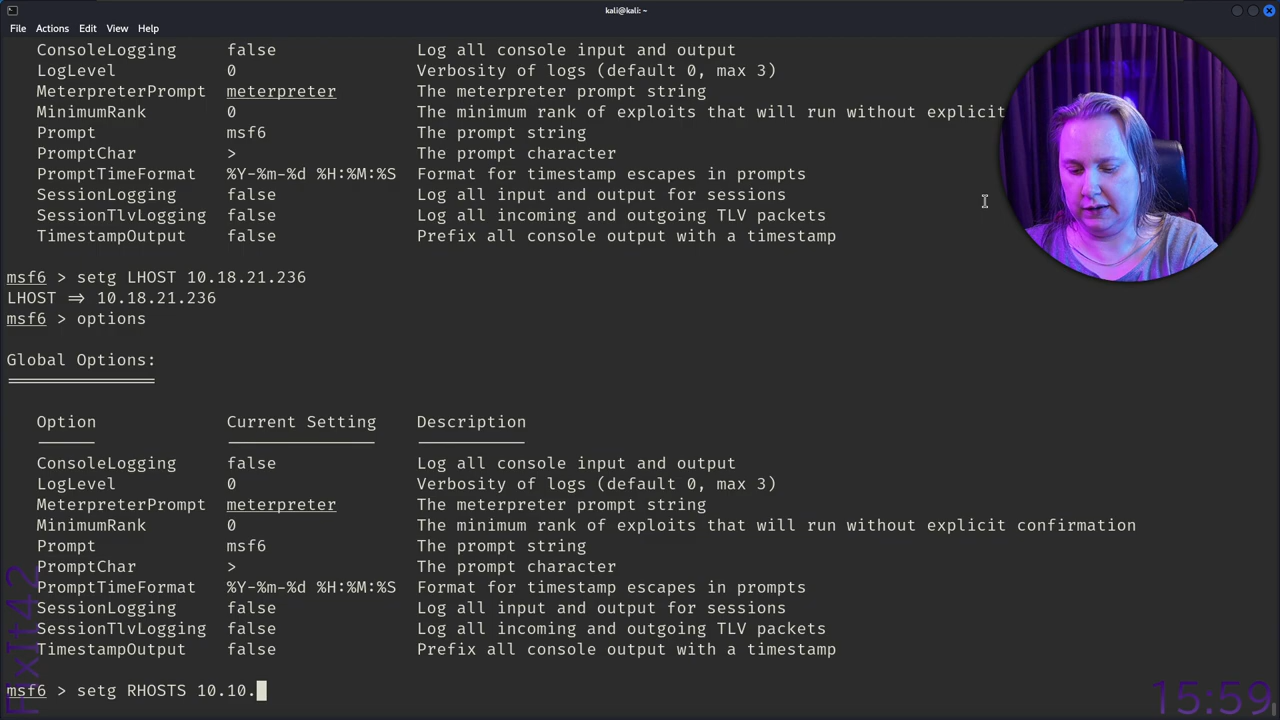 kali@kali: ~
File Actions Edit View Help
ConsoleLogging false Log all console input and output
LogLevel 0 Verbosity of logs (default 0, max 3)
MeterpreterPrompt meterpreter The meterpreter prompt string
MinimumRank 0 The minimum rank of exploits that will run without explicit
Prompt msf6 The prompt string
PromptChar > The prompt character
PromptTimeFormat %Y-%m-%d %H:%M:%S Format for timestamp escapes in prompts
SessionLogging false Log all input and output for sessions
SessionTlvLogging false Log all incoming and outgoing TLV packets
TimestampOutput false Prefix all console output with a timestamp
msf6 > setg LHOST 10.18.21.236
LHOST => 10.18.21.236
msf6 > options
Global Options:
Option Current Setting Description
ConsoleLogging false Log all console input and output
LogLevel 0 Verbosity of logs (default 0, max 3)
MeterpreterPrompt meterpreter The meterpreter prompt string
MinimumRank 0 The minimum rank of exploits that will run without explicit confirmation
Prompt msf6 The prompt string
PromptChar > The prompt character
PromptTimeFormat %Y-%m-%d %H:%M:%S Format for timestamp escapes in prompts
SessionLogging false Log all input and output for sessions
SessionTlvLogging false Log all incoming and outgoing TLV packets
TimestampOutput false Prefix all console output with a timestamp
msf6 > setg RHOSTS 10.10.
15:59